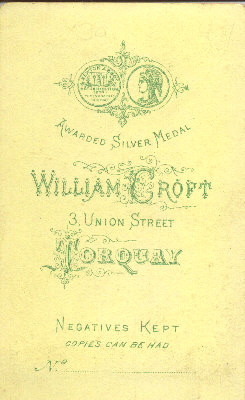 AWARDED SILVER MEDAL
WILLIAM CROFT
3, UNION STREET
TORQUAY
NEGATIVES KEPT
COPIES CAN BE HAD
No.